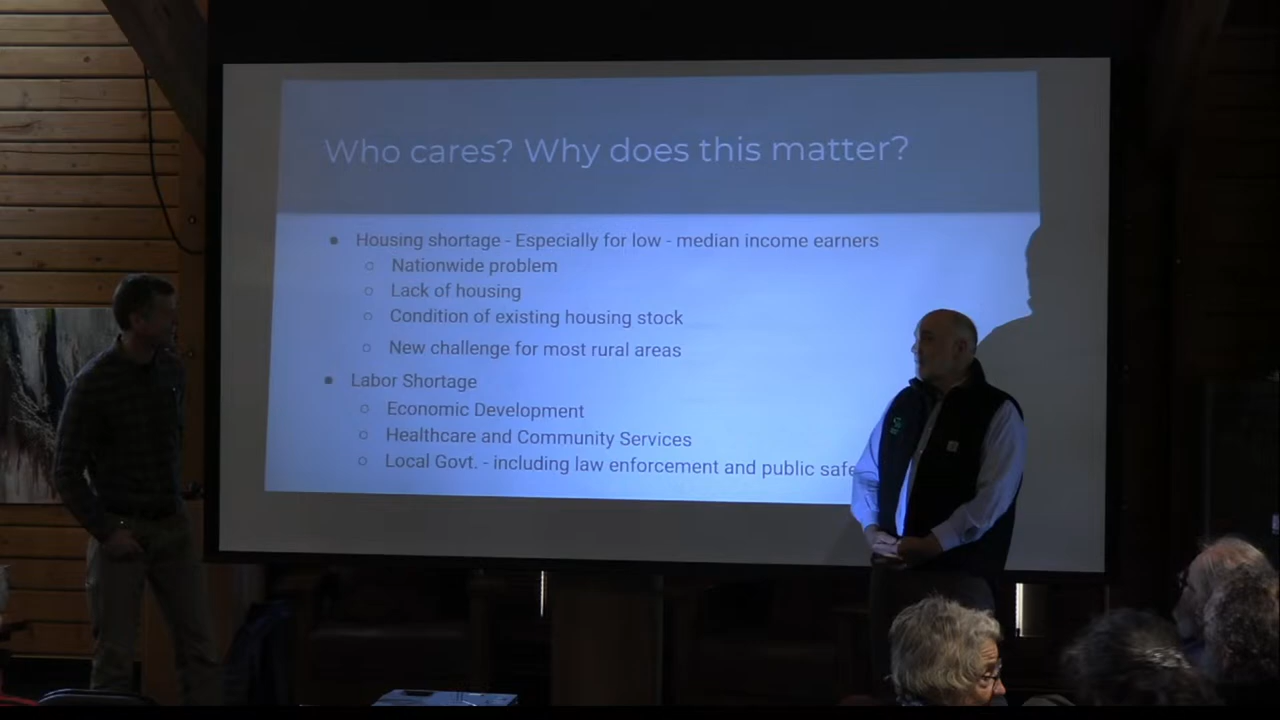 Who cares? Why does this matter?
Housing shortage - Especially for low - median income earners
Nationwide problem
Lack of housing
Condition of existing housing stock
New challenge for most rural areas
Labor Shortage
Economic Development
Healthcare and Community Services
Local Govt. - including law enforcement and public safe